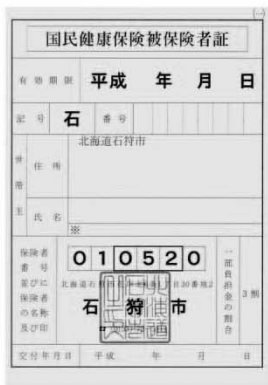 (一)
国民健康保険被保険者証
有効期限 平成 年 月 日
記号 石 番号
北海道石狩市
世帯主 住所
氏名
※
保険者番号並びに保険者の名称及び印
010520
石狩市
一部負担金の割合
3割
交付年月日 平成 年 月 日